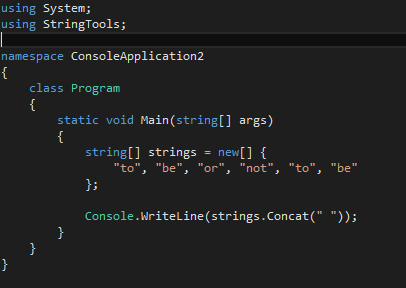 using System;
using StringTools;
namespace ConsoleApplication2
{
    class Program
    {
        static void Main(string[] args)
        {
            string[] strings = new[] {
                "to", "be", "or", "not", "to", "be"
            };
            Console.WriteLine(strings.Concat(" "));
        }
    }
}